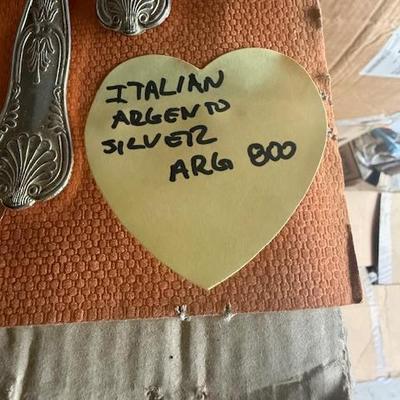 ITALIAN
ARGENTO
SILVER
ARG 800